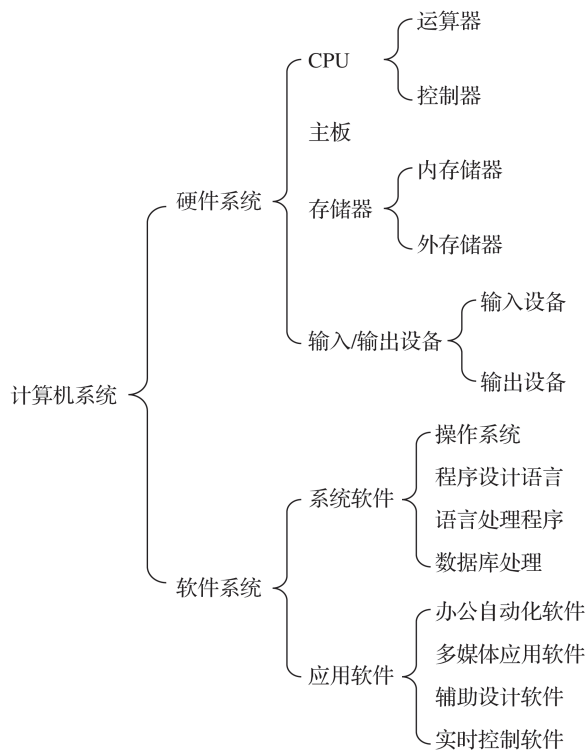 计算机系统
硬件系统
CPU
运算器
控制器
主板
存储器
内存储器
外存储器
输入/输出设备
输入设备
输出设备
软件系统
系统软件
操作系统
程序设计语言
语言处理程序
数据库处理
应用软件
办公自动化软件
多媒体应用软件
辅助设计软件
实时控制软件